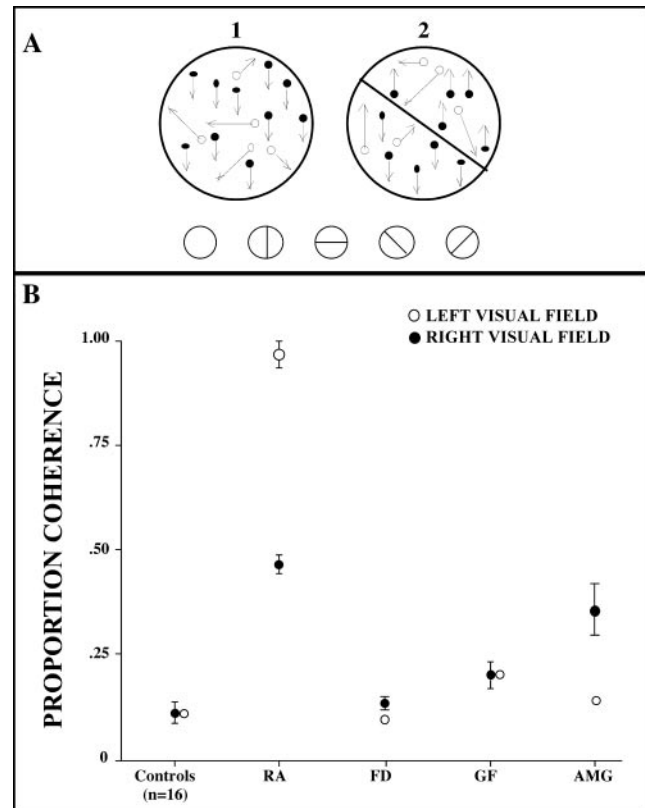 A
1 2
B
LEFT VISUAL FIELD
RIGHT VISUAL FIELD
PROPORTION COHERENCE
1.00
.75
.50
.25
0
Controls RA FD GF AMG
(n=16)